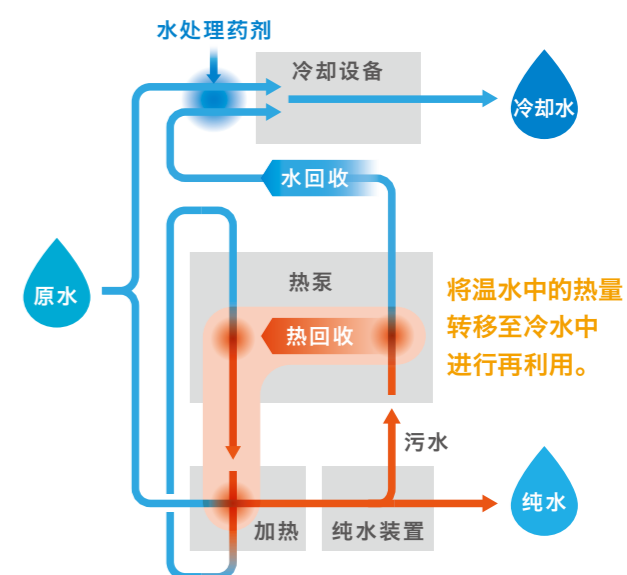 水处理药剂
冷却设备
冷却水
水回收
原水
热泵
热回收
将温水中的热量
转移至冷水中
进行再利用。
污水
加热
纯水装置
纯水